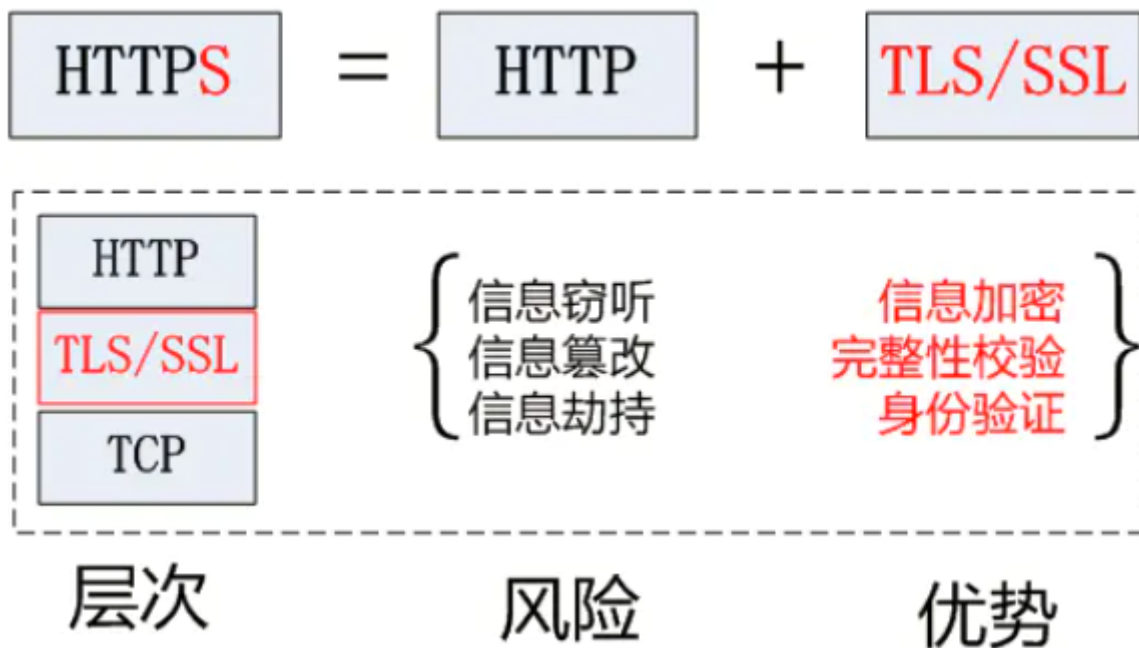 HTTPS = HTTP + TLS/SSL
HTTP
TLS/SSL
TCP
信息窃听
信息篡改
信息劫持
信息加密
完整性校验
身份验证
层次
风险
优势